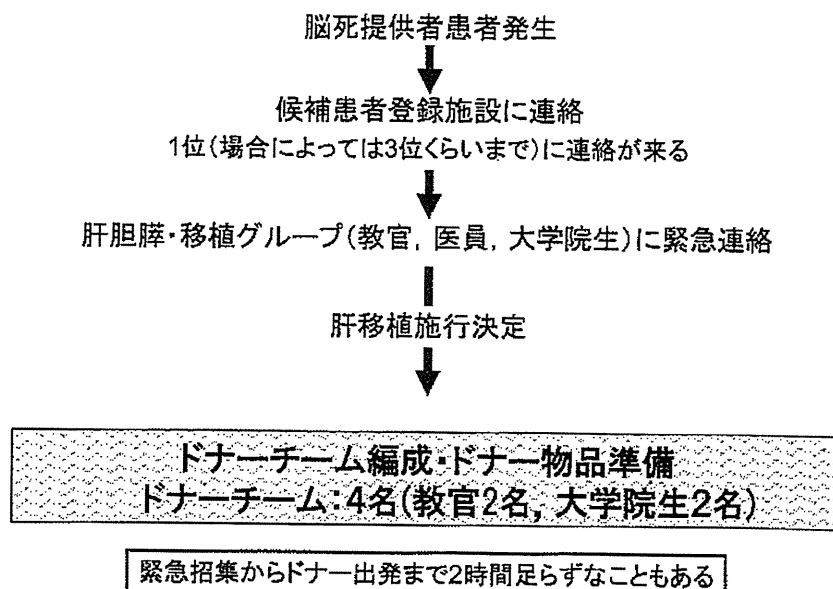 脳死提供者患者発生
候補患者登録施設に連絡
1位(場合によっては3位くらいまで)に連絡が来る
肝胆膵・移植グループ(教官, 医員, 大学院生)に緊急連絡
肝移植施行決定
ドナーチーム編成・ドナー物品準備
ドナーチーム:4名(教官2名, 大学院生2名)
緊急招集からドナー出発まで2時間足らずなこともある